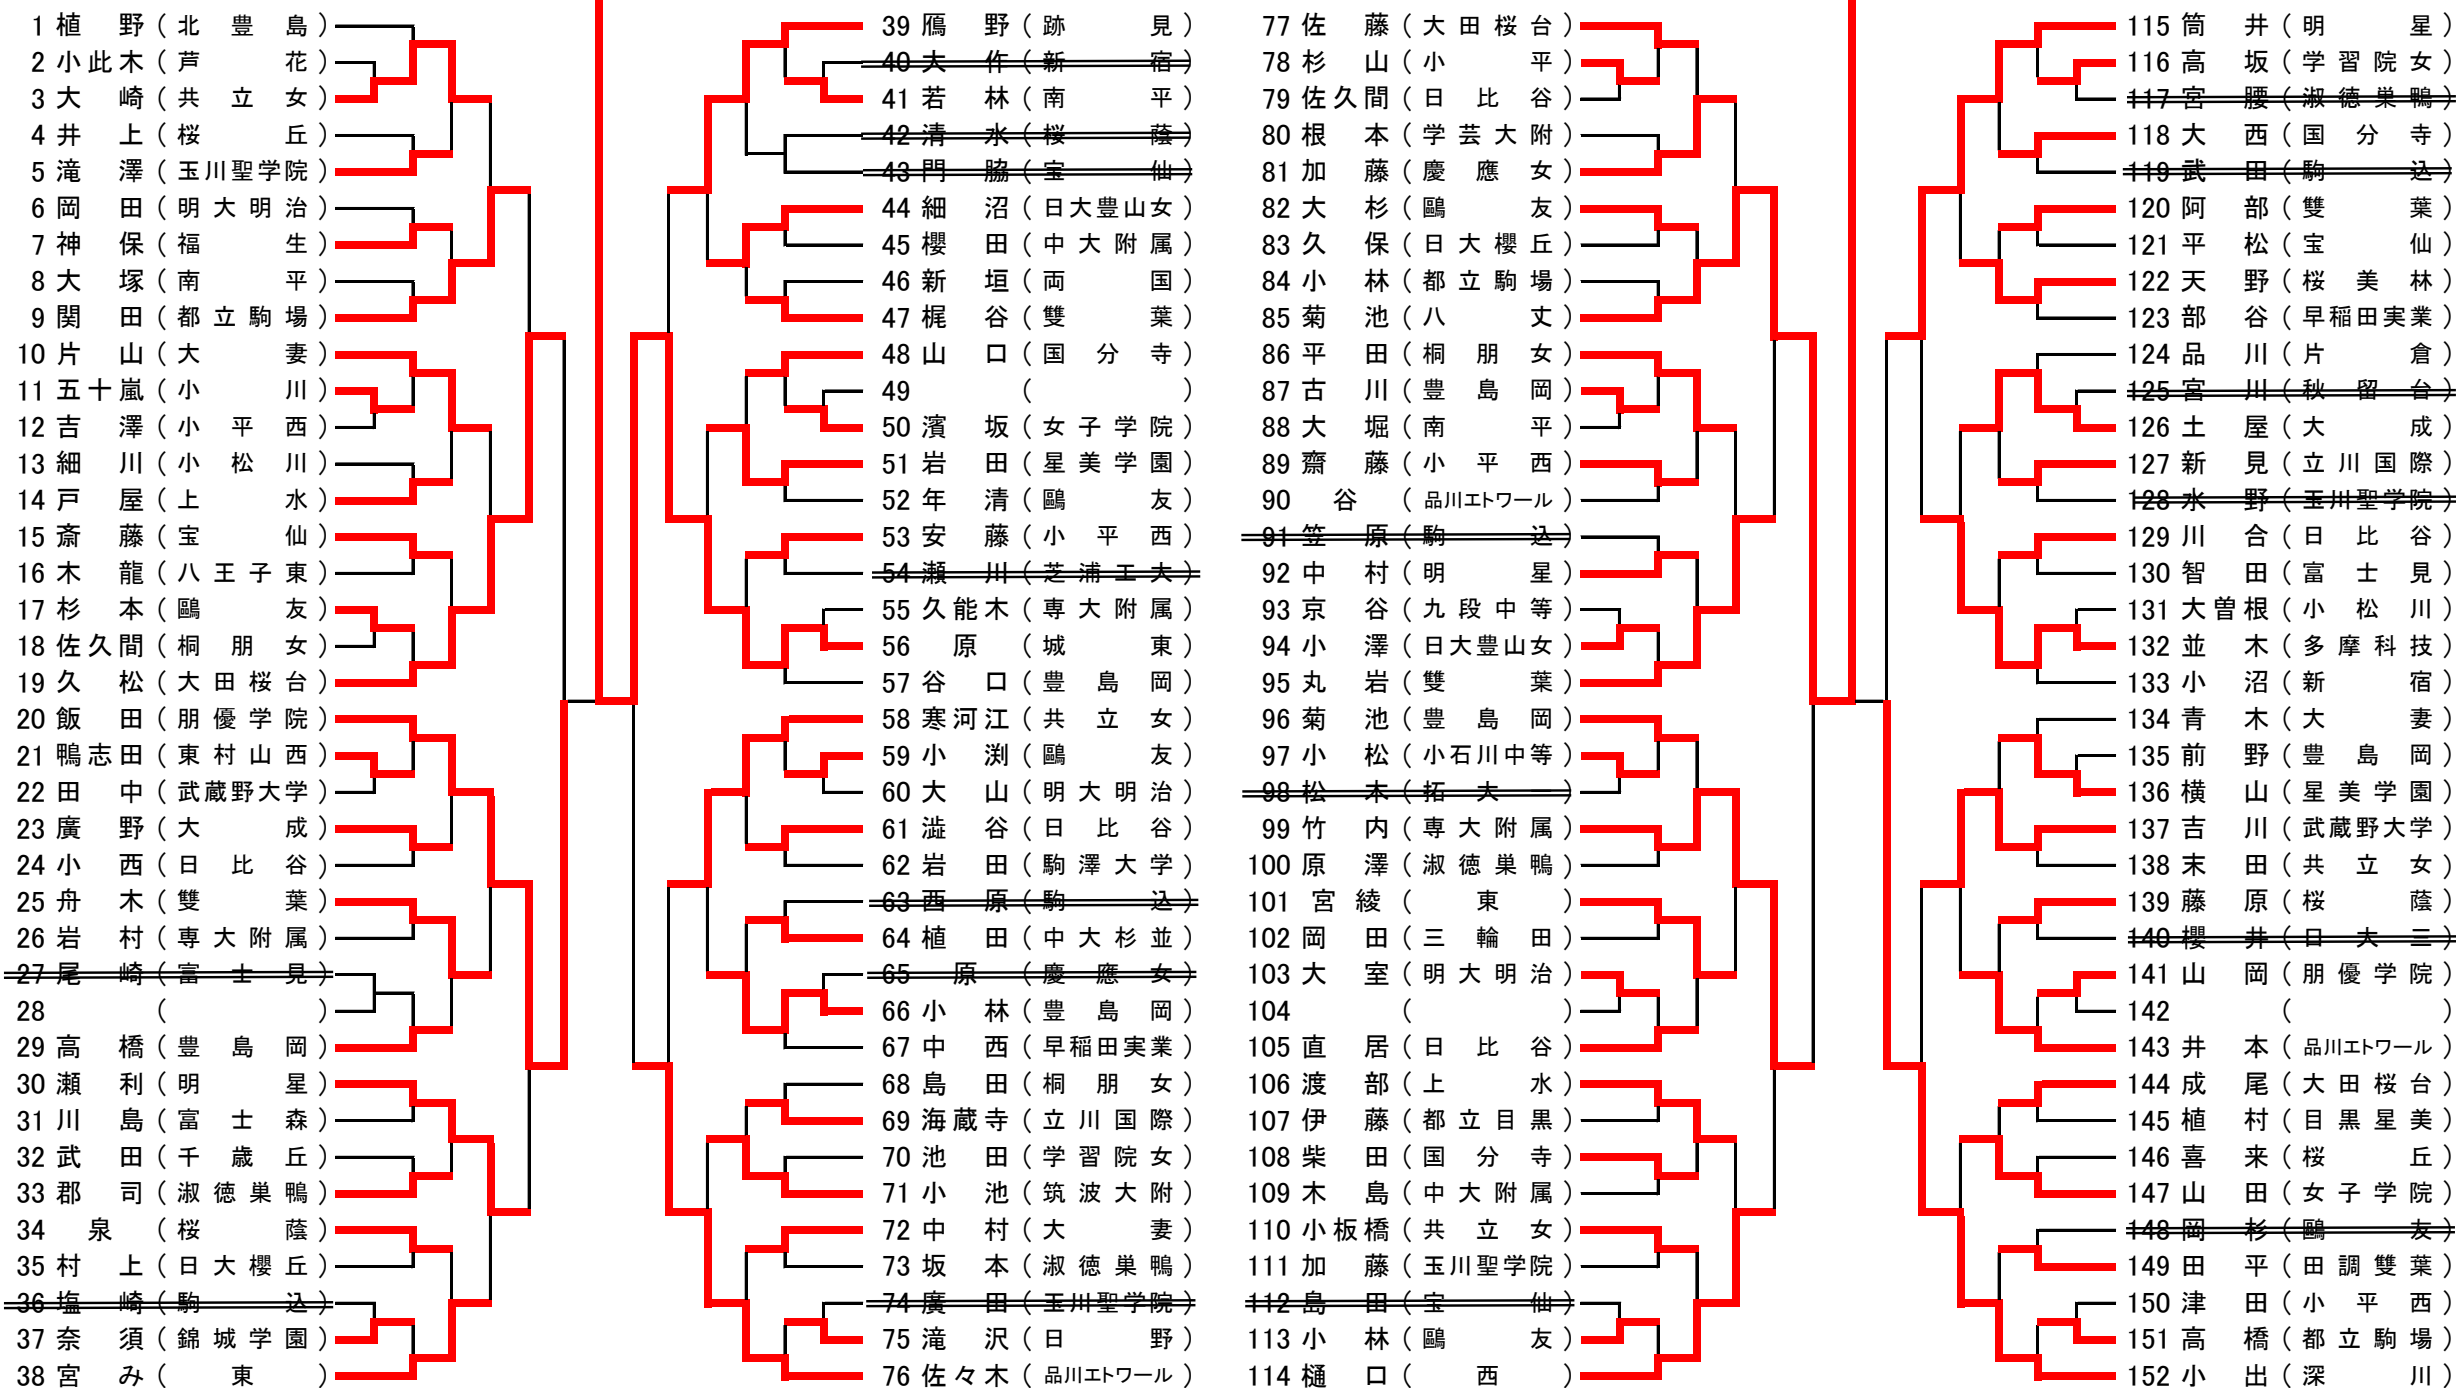 1 植野 (北豊島)
2 小此木 (芦花)
3 大崎 (共立女)
4 井上 (桜丘)
5 滝澤 (玉川聖学院)
6 岡田 (明大明治)
7 神保 (福生)
8 大塚 (南平)
9 関田 (都立駒場)
10 片山 (大妻)
11 五十嵐 (小川)
12 吉澤 (小平西)
13 細川 (小松川)
14 戸屋 (上水)
15 斎藤 (宝仙)
16 木龍 (八王子東)
17 杉本 (鷗友)
18 佐久間 (桐朋女)
19 久松 (大田桜台)
20 飯田 (朋優学院)
21 鴨志田 (東村山西)
22 田中 (武蔵野大学)
23 廣野 (大成)
24 小西 (日比谷)
25 舟木 (雙葉)
26 岩村 (専大附属)
27 尾崎 (富士見)
28 ( )
29 高橋 (豊島岡)
30 瀬利 (明星)
31 川島 (富士森)
32 武田 (千歳丘)
33 郡司 (淑徳巣鴨)
34 泉 (桜蔭)
35 村上 (日大櫻丘)
36 塩崎 (駒込)
37 奈須 (錦城学園)
38 宮み (東)
39 鴈野 (跡見)
40 大作 (新宿)
41 若林 (南平)
42 清水 (桜蔭)
43 門脇 (宝仙)
44 細沼 (日大豊山女)
45 櫻田 (中大附属)
46 新垣 (両国)
47 梶谷 (雙葉)
48 山口 (国分寺)
49 ( )
50 濱坂 (女子学院)
51 岩田 (星美学園)
52 年清 (鷗友)
53 安藤 (小平西)
54 瀬川 (芝浦工大)
55 久能木 (専大附属)
56 原 (城東)
57 谷口 (豊島岡)
58 寒河江 (共立女)
59 小渕 (鷗友)
60 大山 (明大明治)
61 澁谷 (日比谷)
62 岩田 (駒澤大学)
63 西原 (駒込)
64 植田 (中大杉並)
65 原 (慶應女)
66 小林 (豊島岡)
67 中西 (早稲田実業)
68 島田 (桐朋女)
69 海蔵寺 (立川国際)
70 池田 (学習院女)
71 小池 (筑波大附)
72 中村 (大妻)
73 坂本 (淑徳巣鴨)
74 廣田 (玉川聖学院)
75 滝沢 (日野)
76 佐々木 (品川エトワール)
77 佐藤 (大田桜台)
78 杉山 (小平)
79 佐久間 (日比谷)
80 根本 (学芸大附)
81 加藤 (慶應女)
82 大杉 (鷗友)
83 久保 (日大櫻丘)
84 小林 (都立駒場)
85 菊池 (八丈)
86 平田 (桐朋女)
87 古川 (豊島岡)
88 大堀 (南平)
89 齋藤 (小平西)
90 谷 (品川エトワール)
91 笠原 (駒込)
92 中村 (明星)
93 京谷 (九段中等)
94 小澤 (日大豊山女)
95 丸岩 (雙葉)
96 菊池 (豊島岡)
97 小松 (小石川中等)
98 松本 (拓大一)
99 竹内 (専大附属)
100 原澤 (淑徳巣鴨)
101 宮綾 (東)
102 岡田 (三輪田)
103 大室 (明大明治)
104 ( )
105 直居 (日比谷)
106 渡部 (上水)
107 伊藤 (都立目黒)
108 柴田 (国分寺)
109 木島 (中大附属)
110 小板橋 (共立女)
111 加藤 (玉川聖学院)
112 島田 (宝仙)
113 小林 (鷗友)
114 樋口 (西)
115 筒井 (明星)
116 高坂 (学習院女)
117 宮腰 (淑徳巣鴨)
118 大西 (国分寺)
119 武田 (駒込)
120 阿部 (雙葉)
121 平松 (宝仙)
122 天野 (桜美林)
123 部谷 (早稲田実業)
124 品川 (片倉)
125 宮川 (秋留台)
126 土屋 (大成)
127 新見 (立川国際)
128 水野 (玉川聖学院)
129 川合 (日比谷)
130 智田 (富士見)
131 大曽根 (小松川)
132 並木 (多摩科技)
133 小沼 (新宿)
134 青木 (大妻)
135 前野 (豊島岡)
136 横山 (星美学園)
137 吉川 (武蔵野大学)
138 末田 (共立女)
139 藤原 (桜蔭)
140 櫻井 (日大三)
141 山岡 (朋優学院)
142 ( )
143 井本 (品川エトワール)
144 成尾 (大田桜台)
145 植村 (目黒星美)
146 喜来 (桜丘)
147 山田 (女子学院)
148 岡杉 (鷗友)
149 田平 (田調雙葉)
150 津田 (小平西)
151 高橋 (都立駒場)
152 小出 (深川)